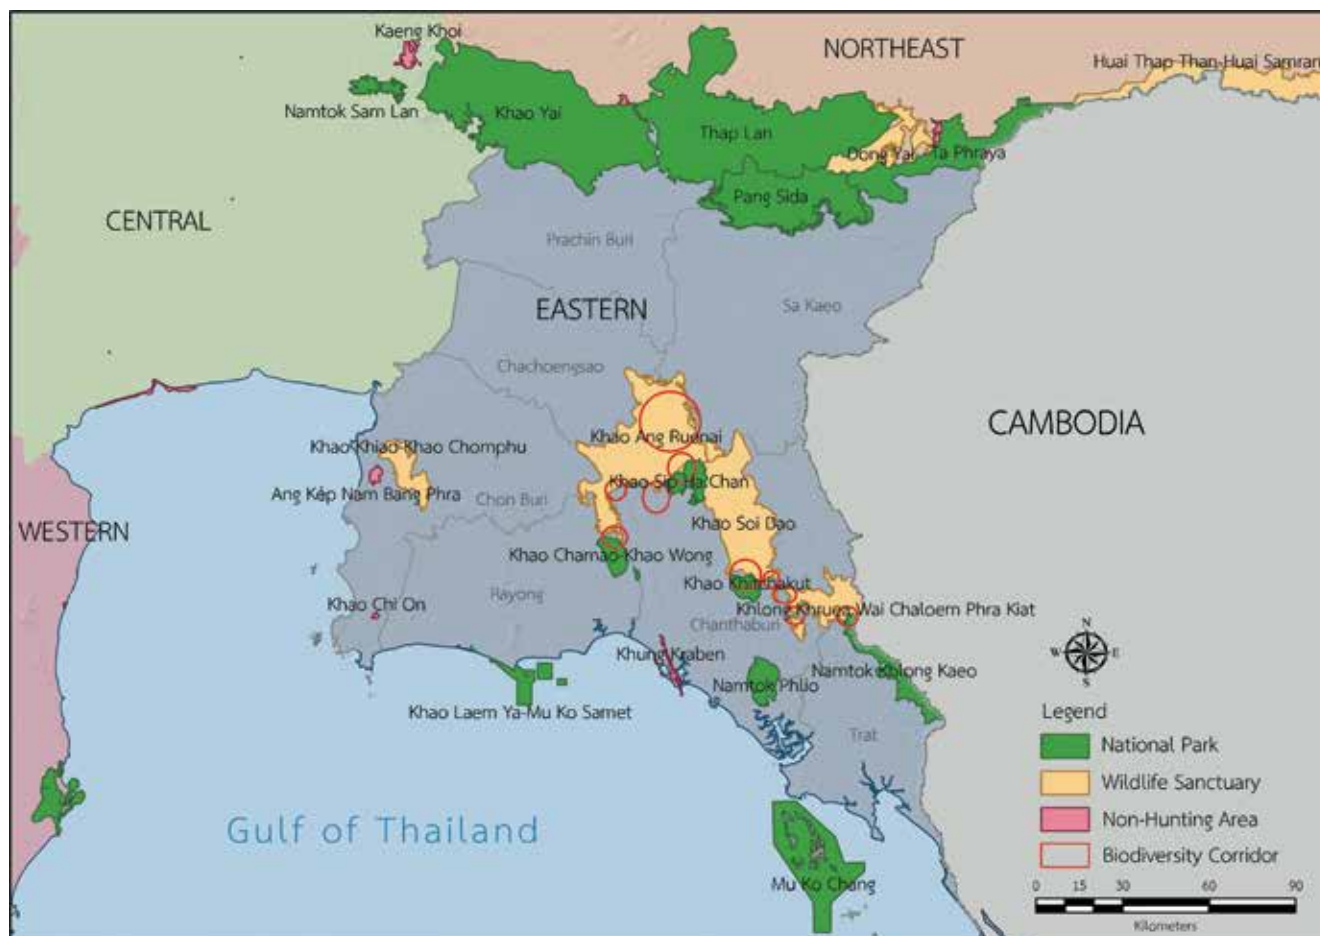 Kaeng Khoi
NORTHEAST
Huai Thap Than-Huai Samran
Namtok Sam Lan
Khao Yai
Thap Lan
Dong Yai
Ta Phraya
Pang Sida
CENTRAL
Prachin Buri
EASTERN
Sa Kaeo
Chachoengsao
CAMBODIA
Khao Khiao-Khao Chomphu
Khao Ang Ruenai
Ang Kep Nam Bang Phra
Khao Sip Ha Chan
Chon Buri
WESTERN
Khao Soi Dao
Khao Chamao-Khao Wong
Khao Khitchakut
Rayong
Khao Chi On
Khlong Khruea Wai Chaloem Phra Kiat
Chanthaburi
N
W
E
S
Khung Kraben
Namtok Phlio
Namtok Khlong Kaeo
Khao Laem Ya-Mu Ko Samet
Trat
Legend
National Park
Wildlife Sanctuary
Non-Hunting Area
Biodiversity Corridor
Gulf of Thailand
Mu Ko Chang
0 15 30 60 90
Kilometers